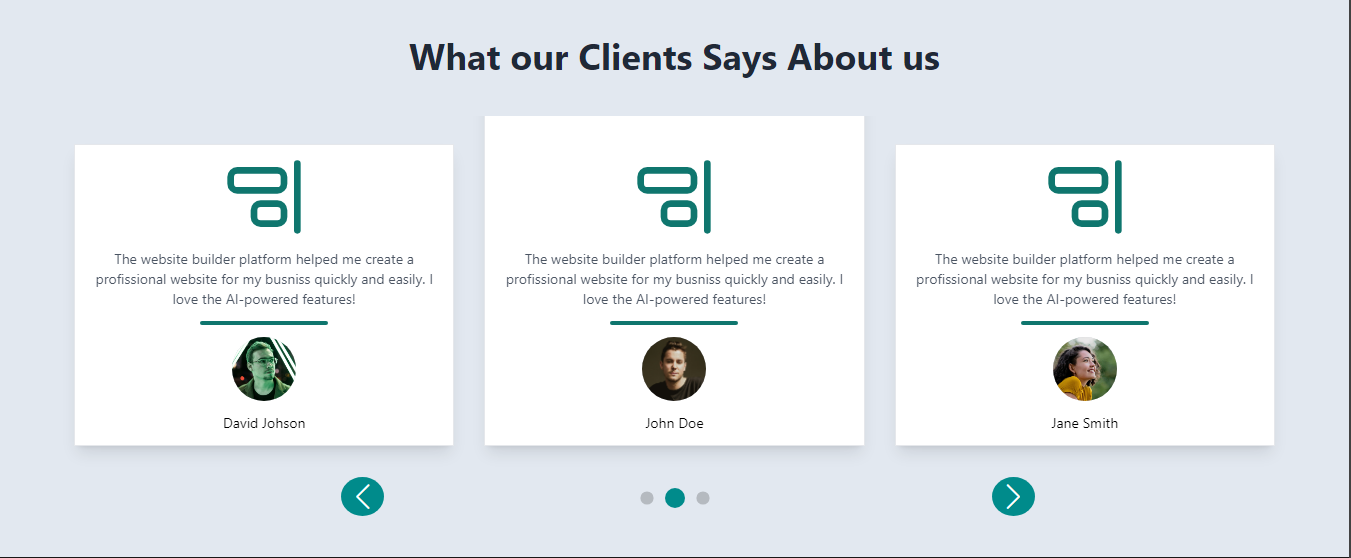 What our Clients Says About us
The website builder platform helped me create a
profissional website for my busniss quickly and easily. I
love the AI-powered features!
David Johson
The website builder platform helped me create a
profissional website for my busniss quickly and easily. I
love the AI-powered features!
John Doe
The website builder platform helped me create a
profissional website for my busniss quickly and easily. I
love the AI-powered features!
Jane Smith